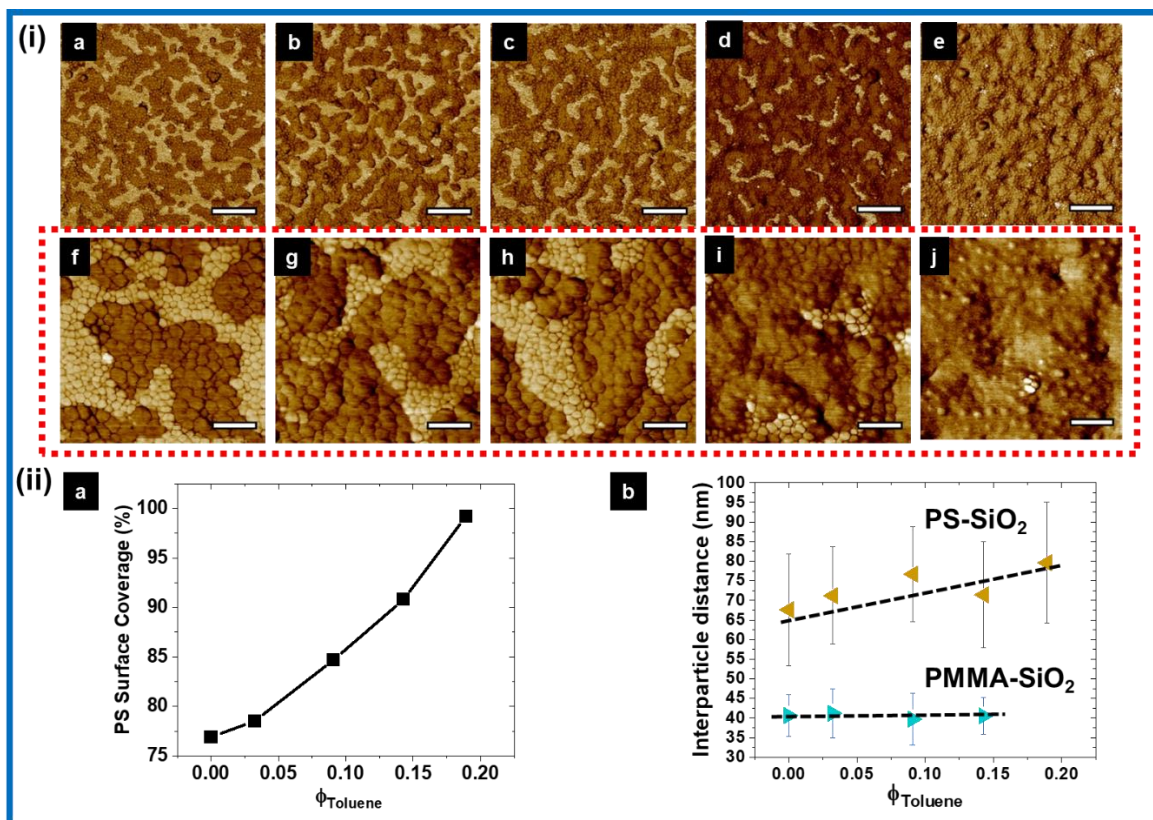 (i)
a b c d e
f g h i j
(ii)
a
PS Surface Coverage (%)
100
95
90
85
80
75
0.00 0.05 0.10 0.15 0.20
ϕToluene
b
Interparticle distance (nm)
100
95
90
85
80
75
70
65
60
55
50
45
40
35
30
PS-SiO₂
PMMA-SiO₂
0.00 0.05 0.10 0.15 0.20
ϕToluene